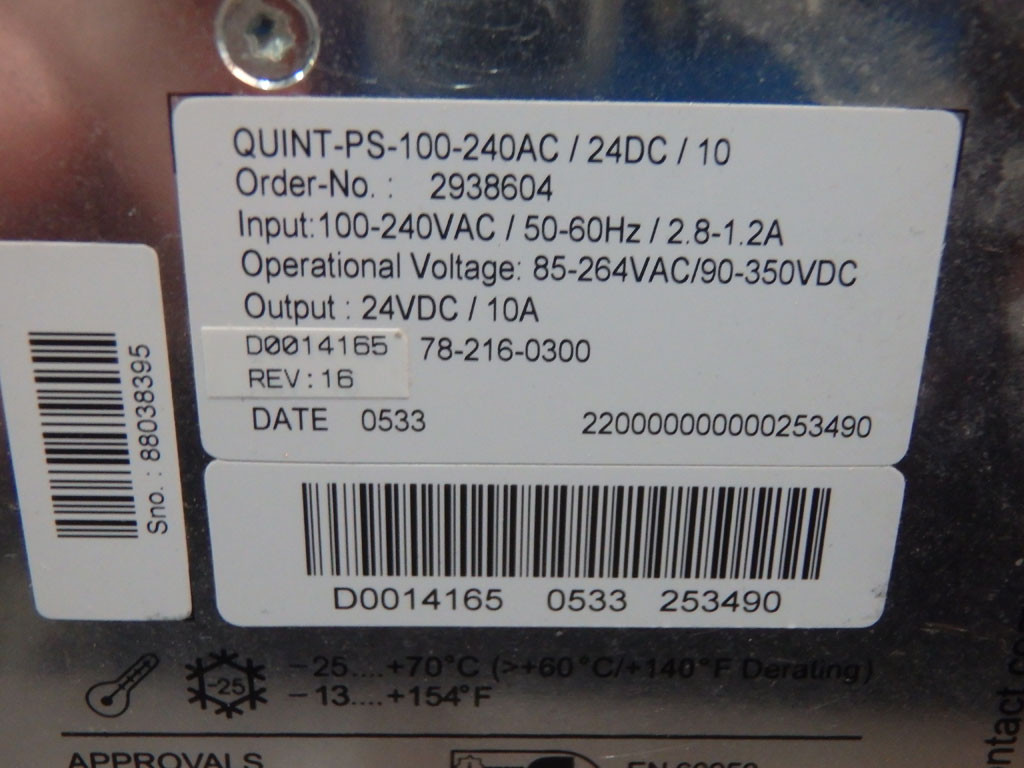 QUINT-PS-100-240AC / 24DC / 10
Order-No. : 2938604
Input:100-240VAC / 50-60Hz / 2.8-1.2A
Operational Voltage: 85-264VAC/90-350VDC
Output : 24VDC / 10A
D0014165 78-216-0300
REV:16
DATE 0533 220000000000253490
Sno.: 88038395
D0014165 0533 253490
-25
-25....+70°C (>+60°C/+140°F Derating)
-13....+154°F
APPROVALS